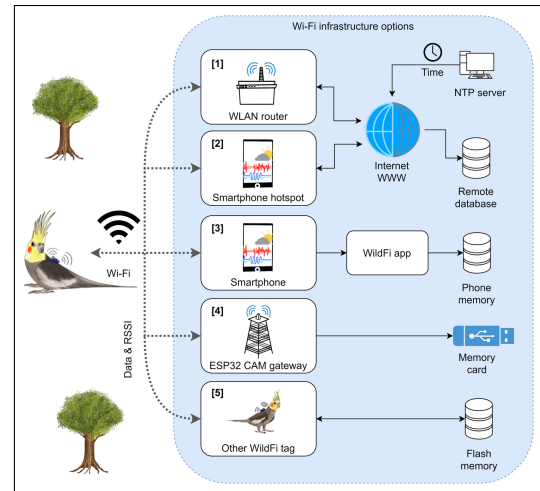 Wi-Fi infrastructure options
[1]
WLAN router
Time
NTP server
Internet
WWW
[2]
Smartphone hotspot
Remote
database
Wi-Fi
[3]
Smartphone
WildFi app
Phone
memory
Data & RSSI
[4]
ESP32 CAM gateway
Memory
card
[5]
Other WildFi tag
Flash
memory